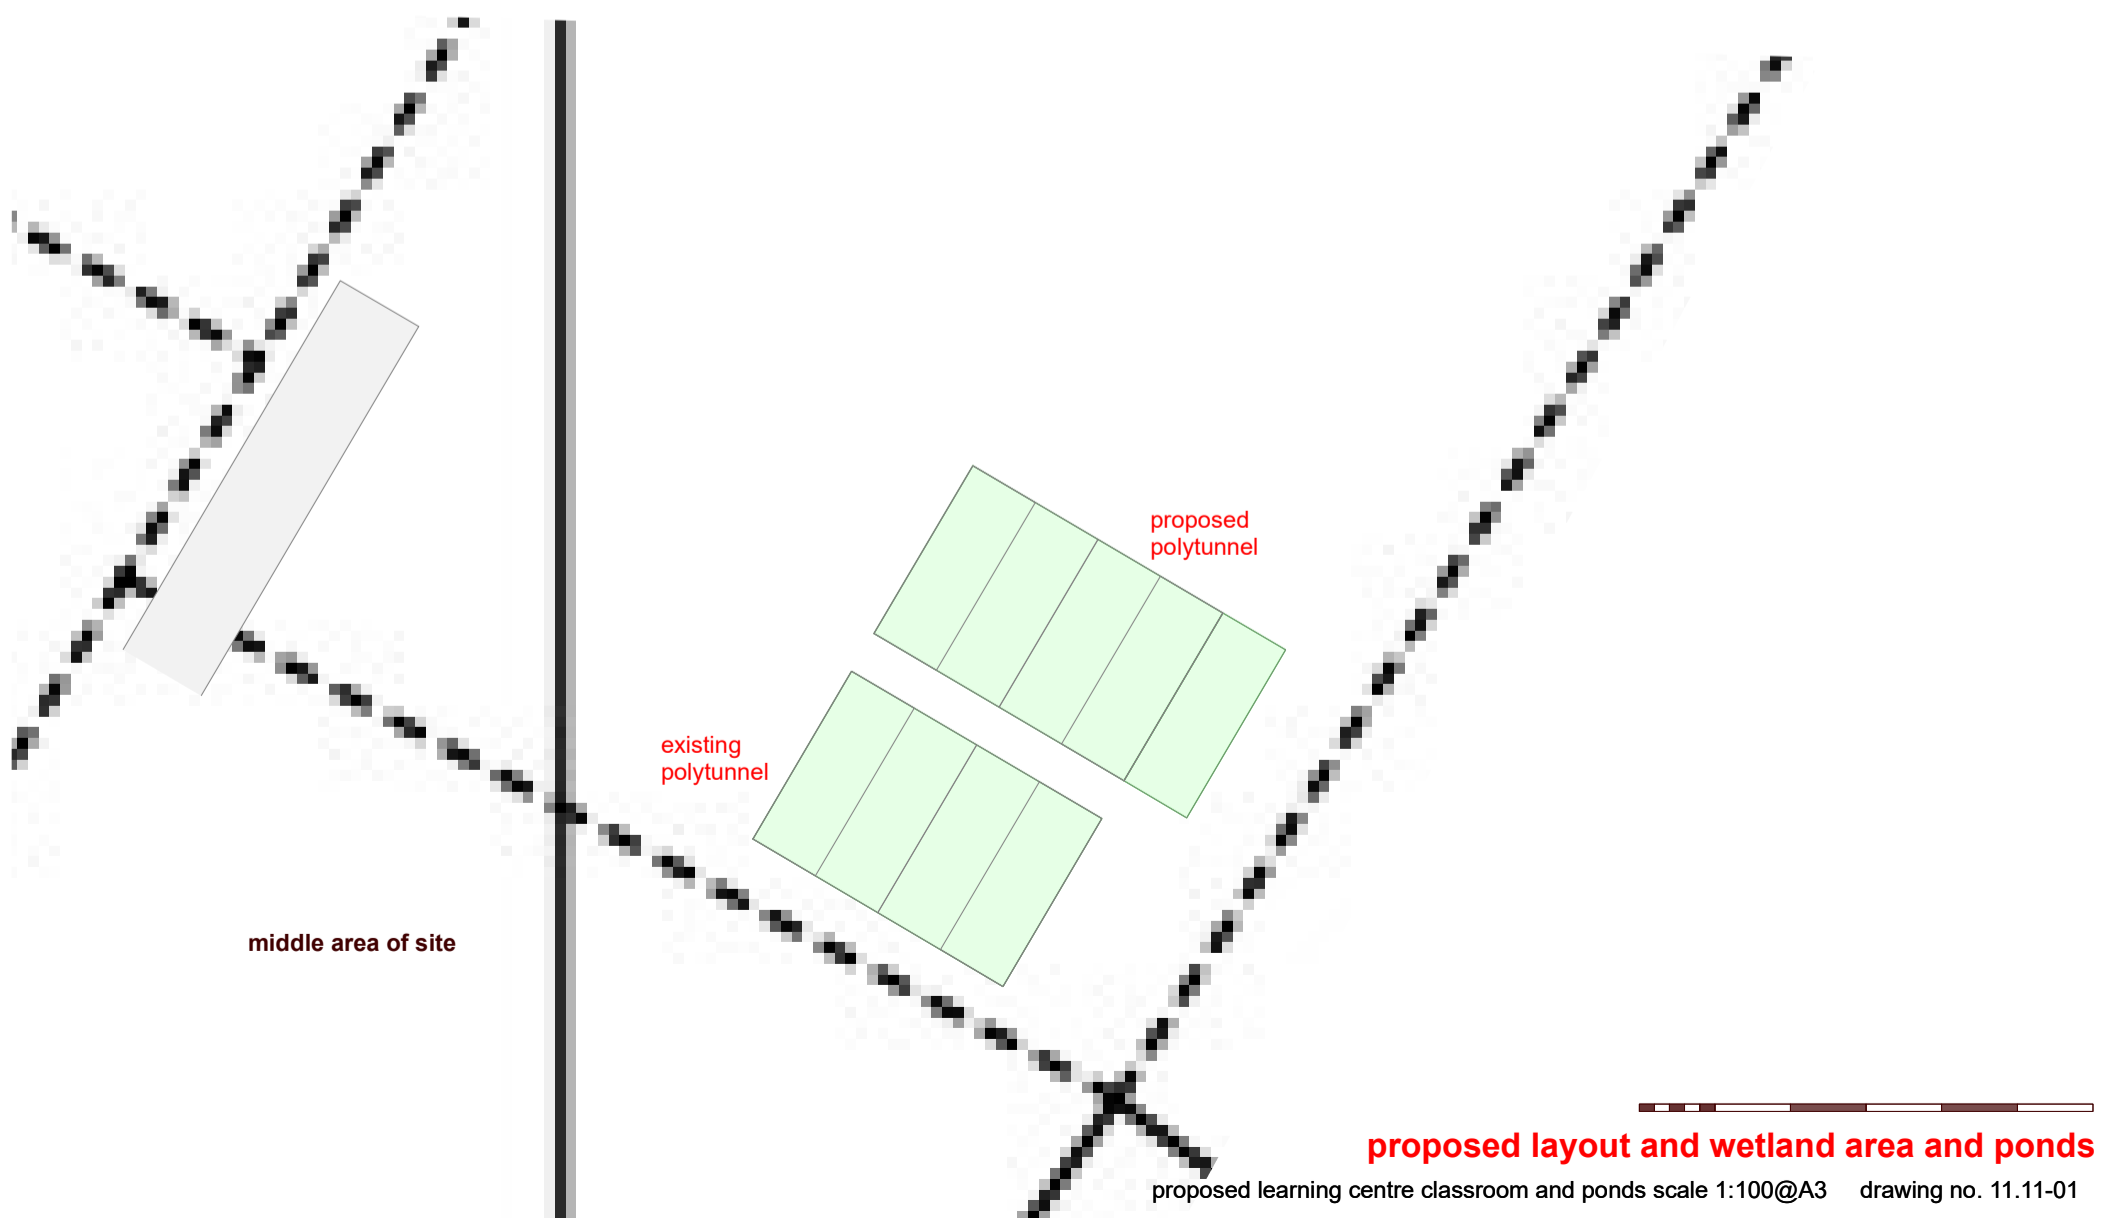 proposed
polytunnel
existing
polytunnel
middle area of site
proposed layout and wetland area and ponds
proposed learning centre classroom and ponds scale 1:100@A3 drawing no. 11.11-01